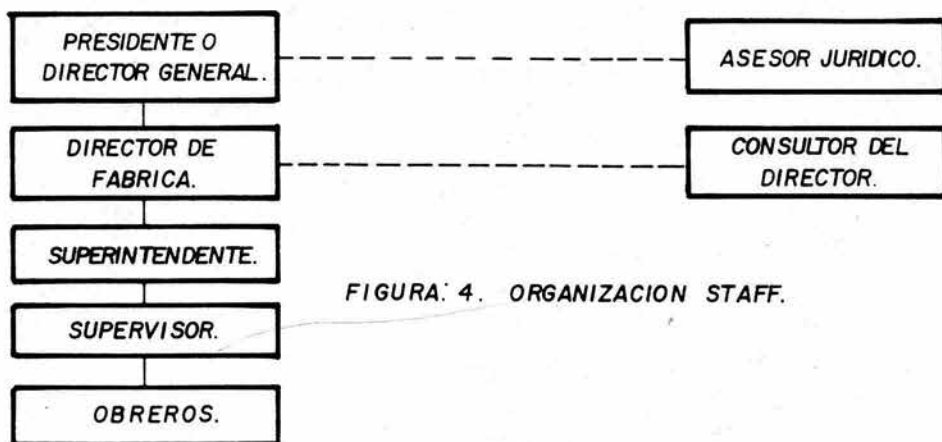 PRESIDENTE O
DIRECTOR GENERAL.
ASESOR JURIDICO.
DIRECTOR DE
FABRICA.
CONSULTOR DEL
DIRECTOR.
SUPERINTENDENTE.
FIGURA. 4. ORGANIZACION STAFF.
SUPERVISOR.
OBREROS.